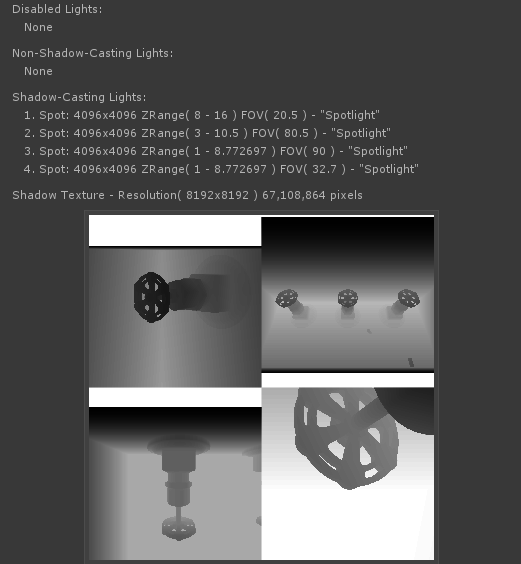 Disabled Lights:
None
Non-Shadow-Casting Lights:
None
Shadow-Casting Lights:
1. Spot: 4096x4096 ZRange( 8 - 16 ) FOV( 20.5 ) - "Spotlight"
2. Spot: 4096x4096 ZRange( 3 - 10.5 ) FOV( 80.5 ) - "Spotlight"
3. Spot: 4096x4096 ZRange( 1 - 8.772697 ) FOV( 90 ) - "Spotlight"
4. Spot: 4096x4096 ZRange( 1 - 8.772697 ) FOV( 32.7 ) - "Spotlight"
Shadow Texture - Resolution( 8192x8192 ) 67,108,864 pixels